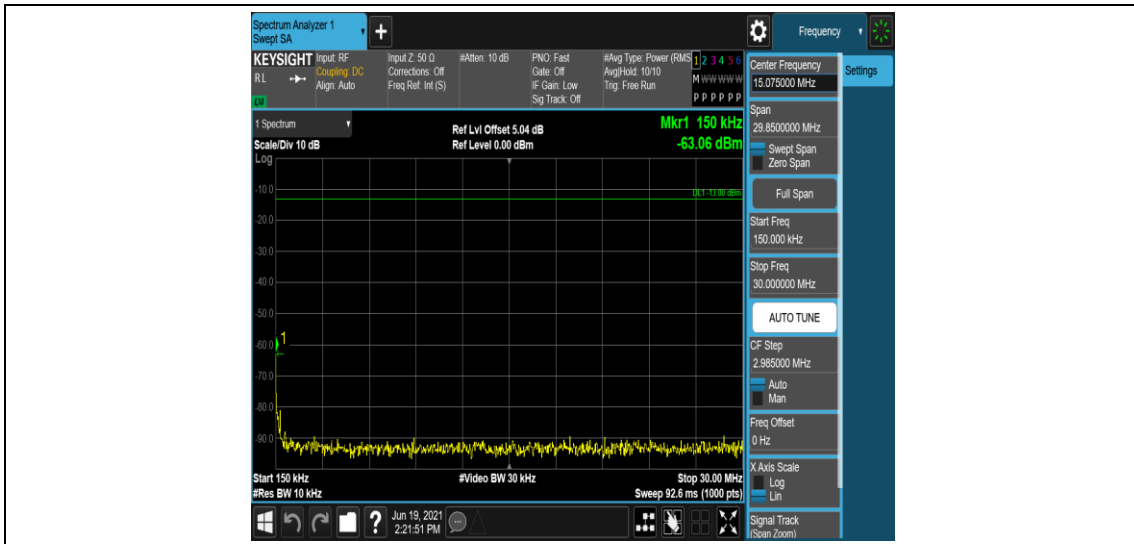 Spectrum Analyzer 1
Swept SA
+
Frequency
KEYSIGHT
RL
LXI
Input: RF
Coupling: DC
Align: Auto
Input Z: 50 Ω
Corrections: Off
Freq Ref: Int (S)
#Atten: 10 dB
PNO: Fast
Gate: Off
IF Gain: Low
Sig Track: Off
#Avg Type: Power (RMS
Avg|Hold: 10/10
Trig: Free Run
1 2 3 4 5 6
M W W W W W
P P P P P P
1 Spectrum
Scale/Div 10 dB
Log
Ref Lvl Offset 5.04 dB
Ref Level 0.00 dBm
Mkr1 150 kHz
-63.06 dBm
DL1 -13.00 dBm
-10.0
-20.0
-30.0
-40.0
-50.0
-60.0
-70.0
-80.0
-90.0
1
Start 150 kHz
#Res BW 10 kHz
#Video BW 30 kHz
Stop 30.00 MHz
Sweep 92.6 ms (1000 pts)
?
Jun 19, 2021
2:21:51 PM
Center Frequency
15.075000 MHz
Settings
Span
29.8500000 MHz
Swept Span
Zero Span
Full Span
Start Freq
150.000 kHz
Stop Freq
30.000000 MHz
AUTO TUNE
CF Step
2.985000 MHz
Auto
Man
Freq Offset
0 Hz
X Axis Scale
Log
Lin
Signal Track
(Span Zoom)